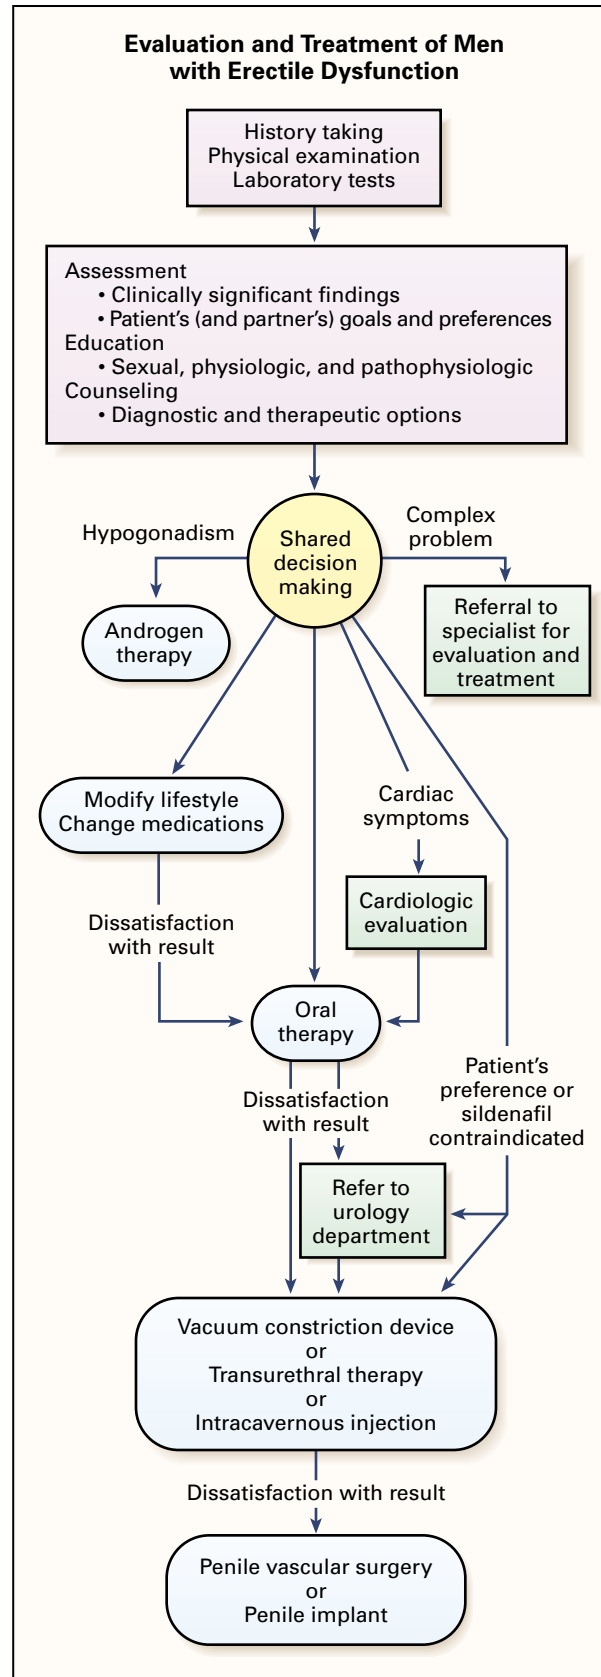 Evaluation and Treatment of Men
with Erectile Dysfunction
History taking
Physical examination
Laboratory tests
Assessment
• Clinically significant findings
• Patient's (and partner's) goals and preferences
Education
• Sexual, physiologic, and pathophysiologic
Counseling
• Diagnostic and therapeutic options
Hypogonadism
Shared
decision
making
Complex
problem
Androgen
therapy
Referral to
specialist for
evaluation and
treatment
Modify lifestyle
Change medications
Cardiac
symptoms
Cardiologic
evaluation
Dissatisfaction
with result
Oral
therapy
Dissatisfaction
with result
Patient's
preference or
sildenafil
contraindicated
Refer to
urology
department
Vacuum constriction device
or
Transurethral therapy
or
Intracavernous injection
Dissatisfaction with result
Penile vascular surgery
or
Penile implant